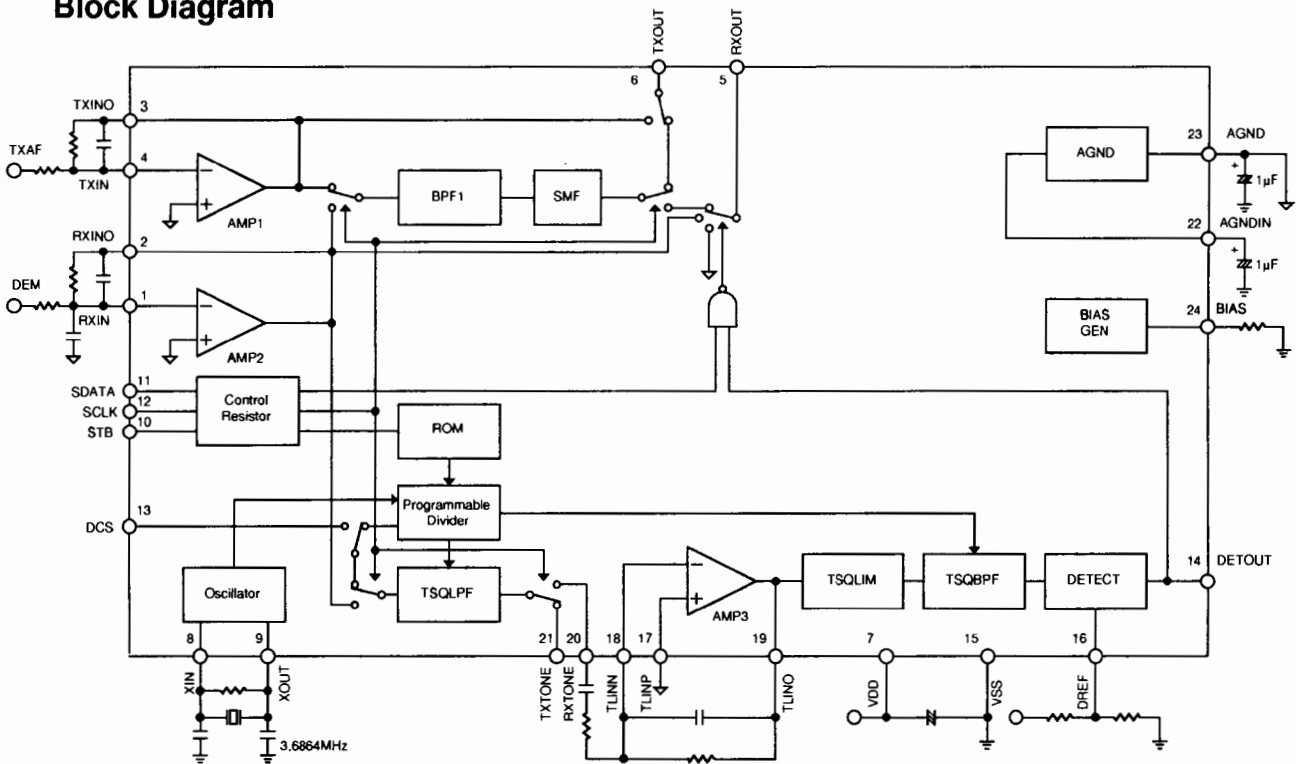 Block Diagram
TXOUT
RXOUT
6
5
TXINO
3
TXAF
4
TXIN
AMP1
BPF1
SMF
AGND
23
AGND
1µF
22
AGNDIN
1µF
RXINO
2
DEM
1
RXIN
AMP2
BIAS
GEN
24
BIAS
SDATA
11
SCLK
12
STB
10
Control
Resistor
ROM
DCS
13
Programmable
Divider
Oscillator
TSQLPF
AMP3
TSQLIM
TSQBPF
DETECT
14
DETOUT
8
9
21
20
18
17
19
7
15
16
XIN
XOUT
TXTONE
RXTONE
TLINN
TLINP
TLINO
VDD
VSS
DREF
3.6864MHz